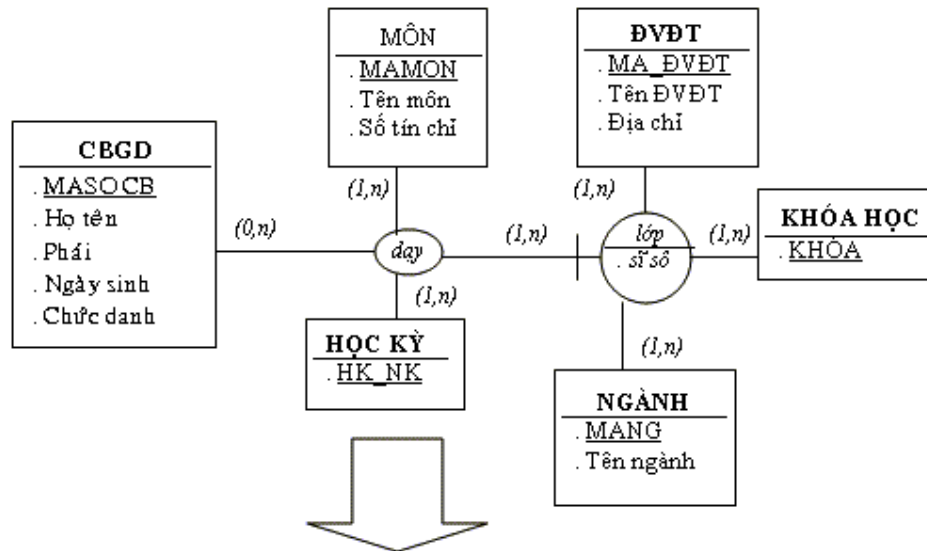 MÔN
. MAMON
. Tên môn
. Số tín chỉ
ĐVĐT
. MA_ĐVĐT
. Tên ĐVĐT
. Địa chỉ
CBGD
. MASOCB
. Họ tên
. Phái
. Ngày sinh
. Chức danh
(0,n)
(1,n)
dạy
(1,n)
(1,n)
(1,n)
lớp
. sĩ số
(1,n)
KHÓA HỌC
. KHÓA
HỌC KỲ
. HK_NK
(1,n)
NGÀNH
. MANG
. Tên ngành